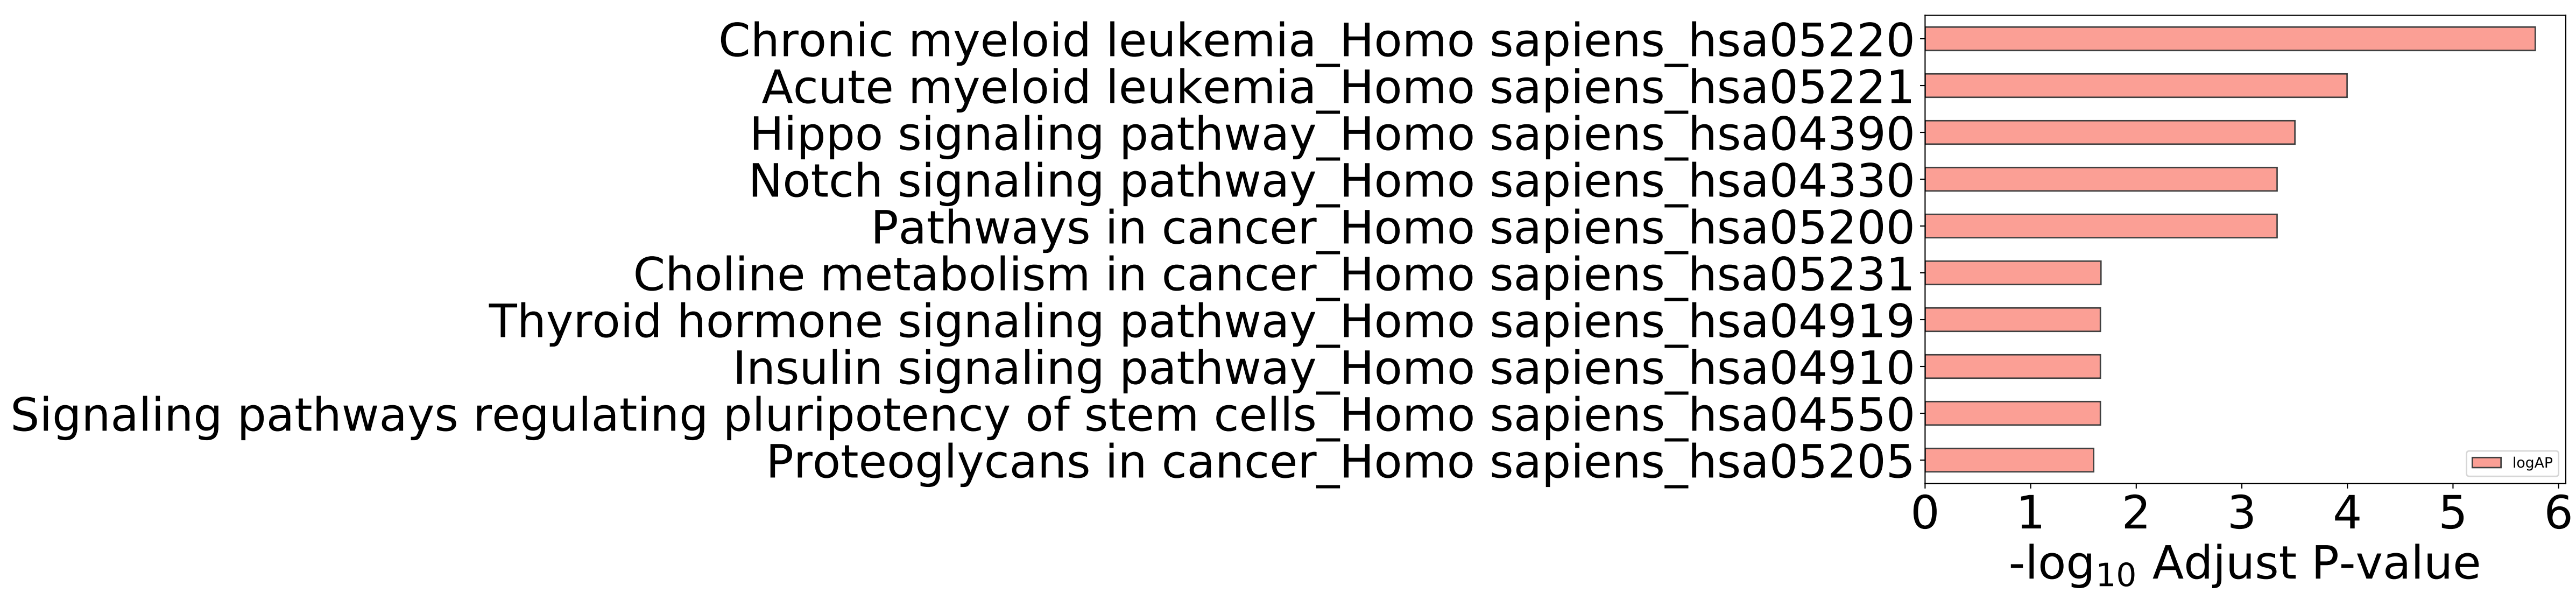 Chronic myeloid leukemia_Homo sapiens_hsa05220
Acute myeloid leukemia_Homo sapiens_hsa05221
Hippo signaling pathway_Homo sapiens_hsa04390
Notch signaling pathway_Homo sapiens_hsa04330
Pathways in cancer_Homo sapiens_hsa05200
Choline metabolism in cancer_Homo sapiens_hsa05231
Thyroid hormone signaling pathway_Homo sapiens_hsa04919
Insulin signaling pathway_Homo sapiens_hsa04910
Signaling pathways regulating pluripotency of stem cells_Homo sapiens_hsa04550
Proteoglycans in cancer_Homo sapiens_hsa05205
logAP
0 1 2 3 4 5 6
-log₁₀ Adjust P-value